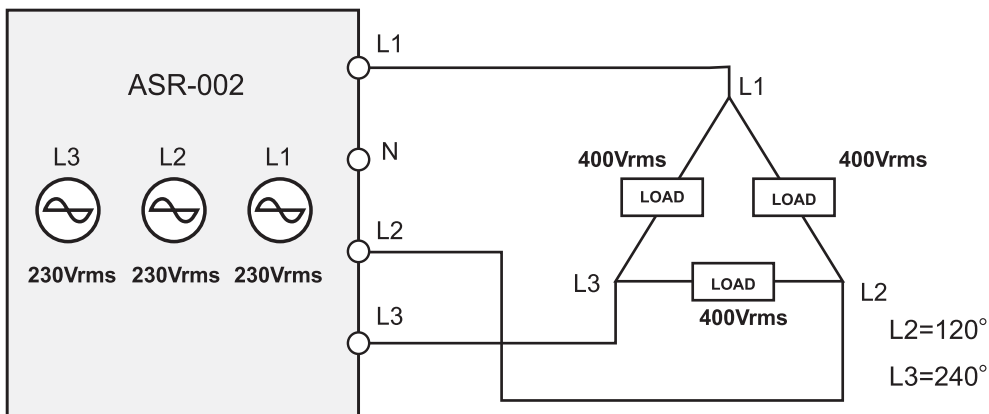 ASR-002
L3
L2
L1
230Vrms
230Vrms
230Vrms
L1
N
L2
L3
L1
400Vrms
400Vrms
LOAD
LOAD
L3
LOAD
L2
400Vrms
L2=120°
L3=240°